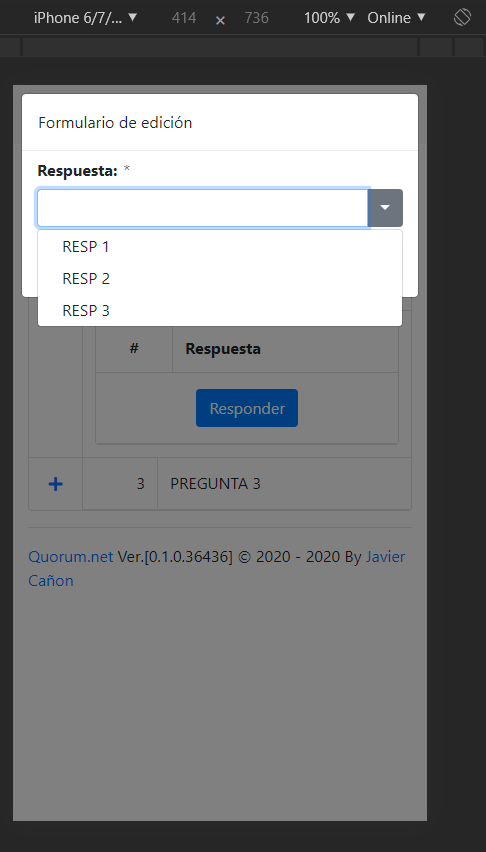 iPhone 6/7/... ▼ 414 × 736 100% ▼ Online ▼
Formulario de edición
Respuesta: *
RESP 1
RESP 2
RESP 3
# Respuesta
Responder
+ 3 PREGUNTA 3
Quorum.net Ver.[0.1.0.36436] © 2020 - 2020 By Javier
Cañon